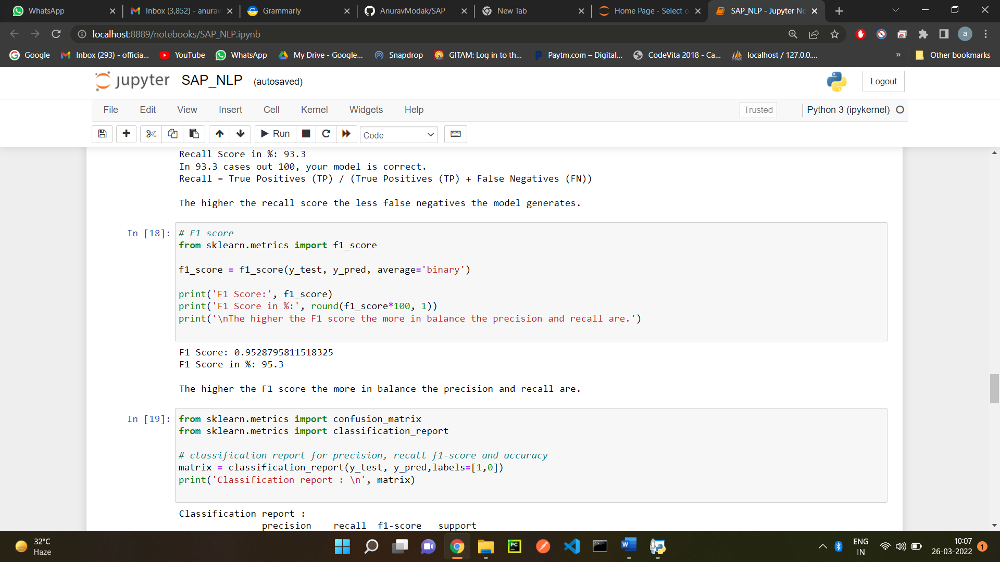 WhatsApp
Inbox (3,852) - anurav
Grammarly
AnuravModak/SAP
New Tab
Home Page - Select o
SAP_NLP - Jupyter No
localhost:8889/notebooks/SAP_NLP.ipynb
a
Google
Inbox (293) - officia...
YouTube
WhatsApp
My Drive - Google...
Snapdrop
GITAM: Log in to th...
Paytm.com – Digital...
CodeVita 2018 - Ca...
localhost / 127.0.0....
»
Other bookmarks
jupyter SAP_NLP (autosaved)
Logout
File Edit View Insert Cell Kernel Widgets Help
Trusted
Python 3 (ipykernel)
Run
Code
Recall Score in %: 93.3
In 93.3 cases out 100, your model is correct.
Recall = True Positives (TP) / (True Positives (TP) + False Negatives (FN))
The higher the recall score the less false negatives the model generates.
In [18]: # F1 score
from sklearn.metrics import f1_score
f1_score = f1_score(y_test, y_pred, average='binary')
print('F1 Score:', f1_score)
print('F1 Score in %:', round(f1_score*100, 1))
print('\nThe higher the F1 score the more in balance the precision and recall are.')
F1 Score: 0.9528795811518325
F1 Score in %: 95.3
The higher the F1 score the more in balance the precision and recall are.
In [19]: from sklearn.metrics import confusion_matrix
from sklearn.metrics import classification_report
# classification report for precision, recall f1-score and accuracy
matrix = classification_report(y_test, y_pred,labels=[1,0])
print('Classification report : \n', matrix)
Classification report :
precision recall f1-score support
32°C
Haze
PC
W
ENG
IN
10:07
26-03-2022
1